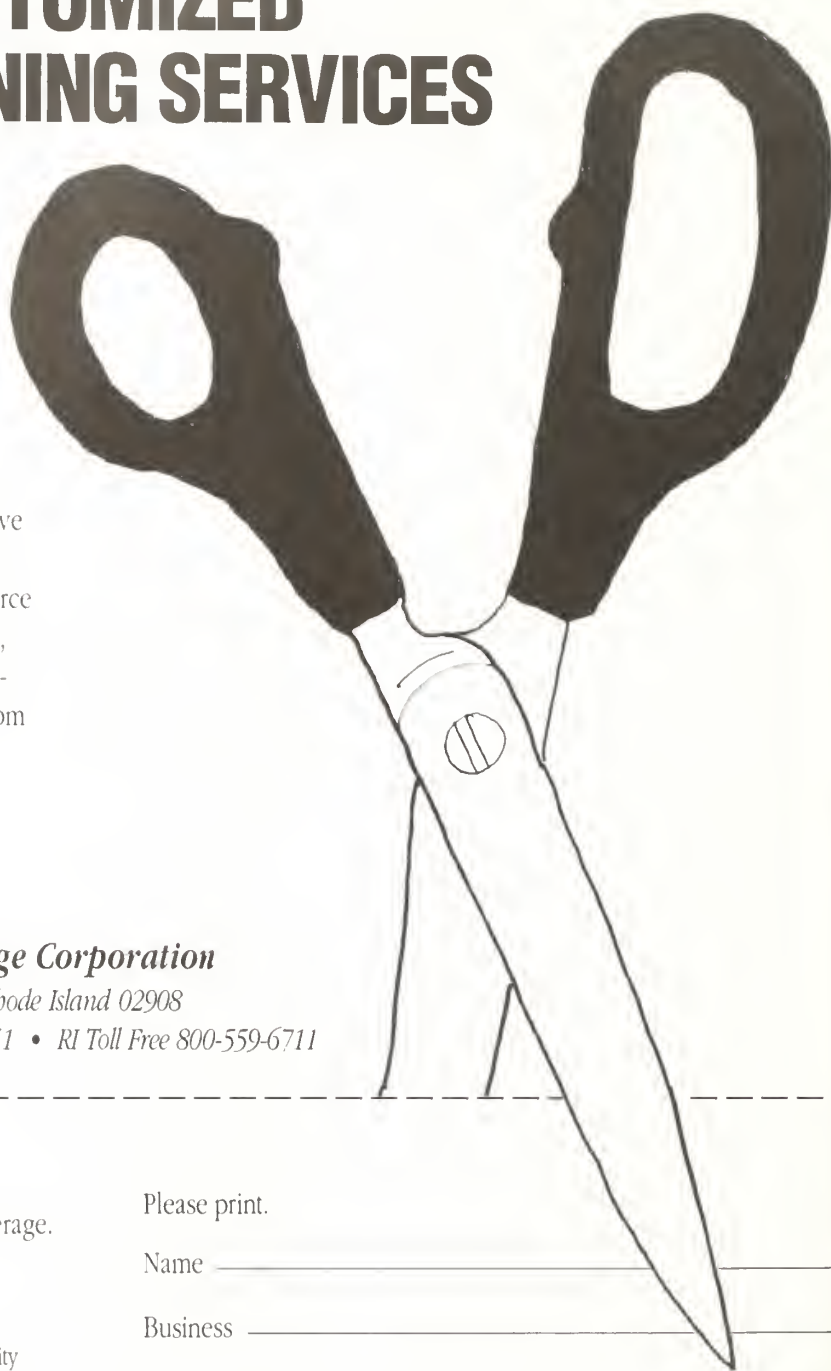 TOMIZED
NING SERVICES
ve
rce
,
-
om
ge Corporation
bode Island 02908
1 • RI Toll Free 800-559-6711
erage.
ity
Please print.
Name
Business